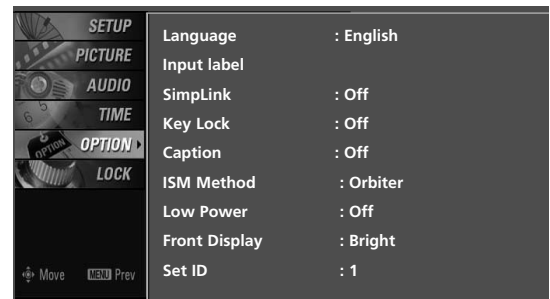 SETUP
PICTURE
AUDIO
TIME
OPTION
LOCK
Move MENU Prev
Language : English
Input label
SimpLink : Off
Key Lock : Off
Caption : Off
ISM Method : Orbiter
Low Power : Off
Front Display : Bright
Set ID : 1